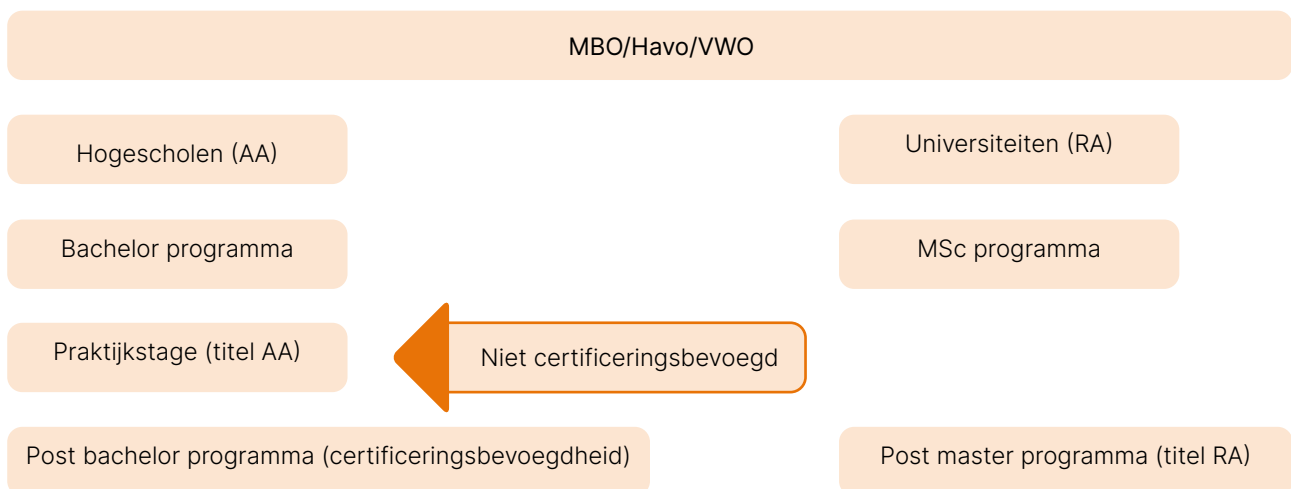 MBO/Havo/VWO
Hogescholen (AA)
Universiteiten (RA)
Bachelor programma
MSc programma
Praktijkstage (titel AA)
Niet certificeringsbevoegd
Post bachelor programma (certificeringsbevoegdheid)
Post master programma (titel RA)